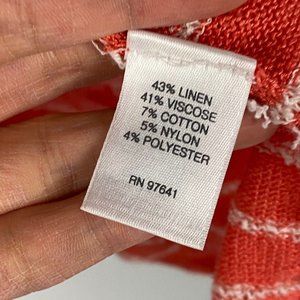 43% LINEN
41% VISCOSE
7% COTTON
5% NYLON
4% POLYESTER
RN 97641